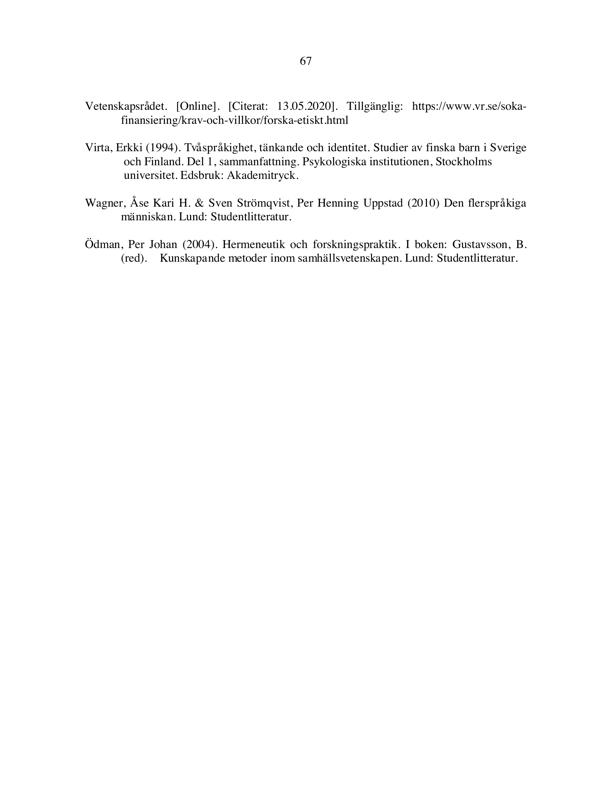 67
Vetenskapsrådet. [Online]. [Citerat: 13.05.2020]. Tillgänglig: https://www.vr.se/soka-
finansiering/krav-och-villkor/forska-etiskt.html
Virta, Erkki (1994). Tvåspråkighet, tänkande och identitet. Studier av finska barn i Sverige
och Finland. Del 1, sammanfattning. Psykologiska institutionen, Stockholms
universitet. Edsbruk: Akademitryck.
Wagner, Åse Kari H. & Sven Strömqvist, Per Henning Uppstad (2010) Den flerspråkiga
människan. Lund: Studentlitteratur.
Ödman, Per Johan (2004). Hermeneutik och forskningspraktik. I boken: Gustavsson, B.
(red). Kunskapande metoder inom samhällsvetenskapen. Lund: Studentlitteratur.